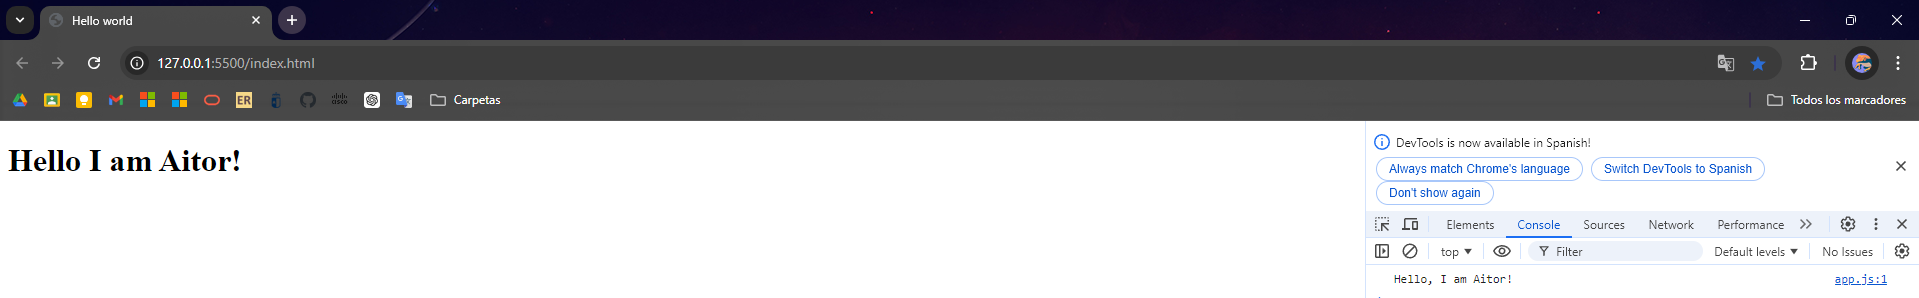 Hello world
127.0.0.1:5500/index.html
ER
cisco
Carpetas
Todos los marcadores
Hello I am Aitor!
DevTools is now available in Spanish!
Always match Chrome's language
Switch DevTools to Spanish
Don't show again
Elements
Console
Sources
Network
Performance
top
Filter
Default levels
No Issues
Hello, I am Aitor!
app.js:1